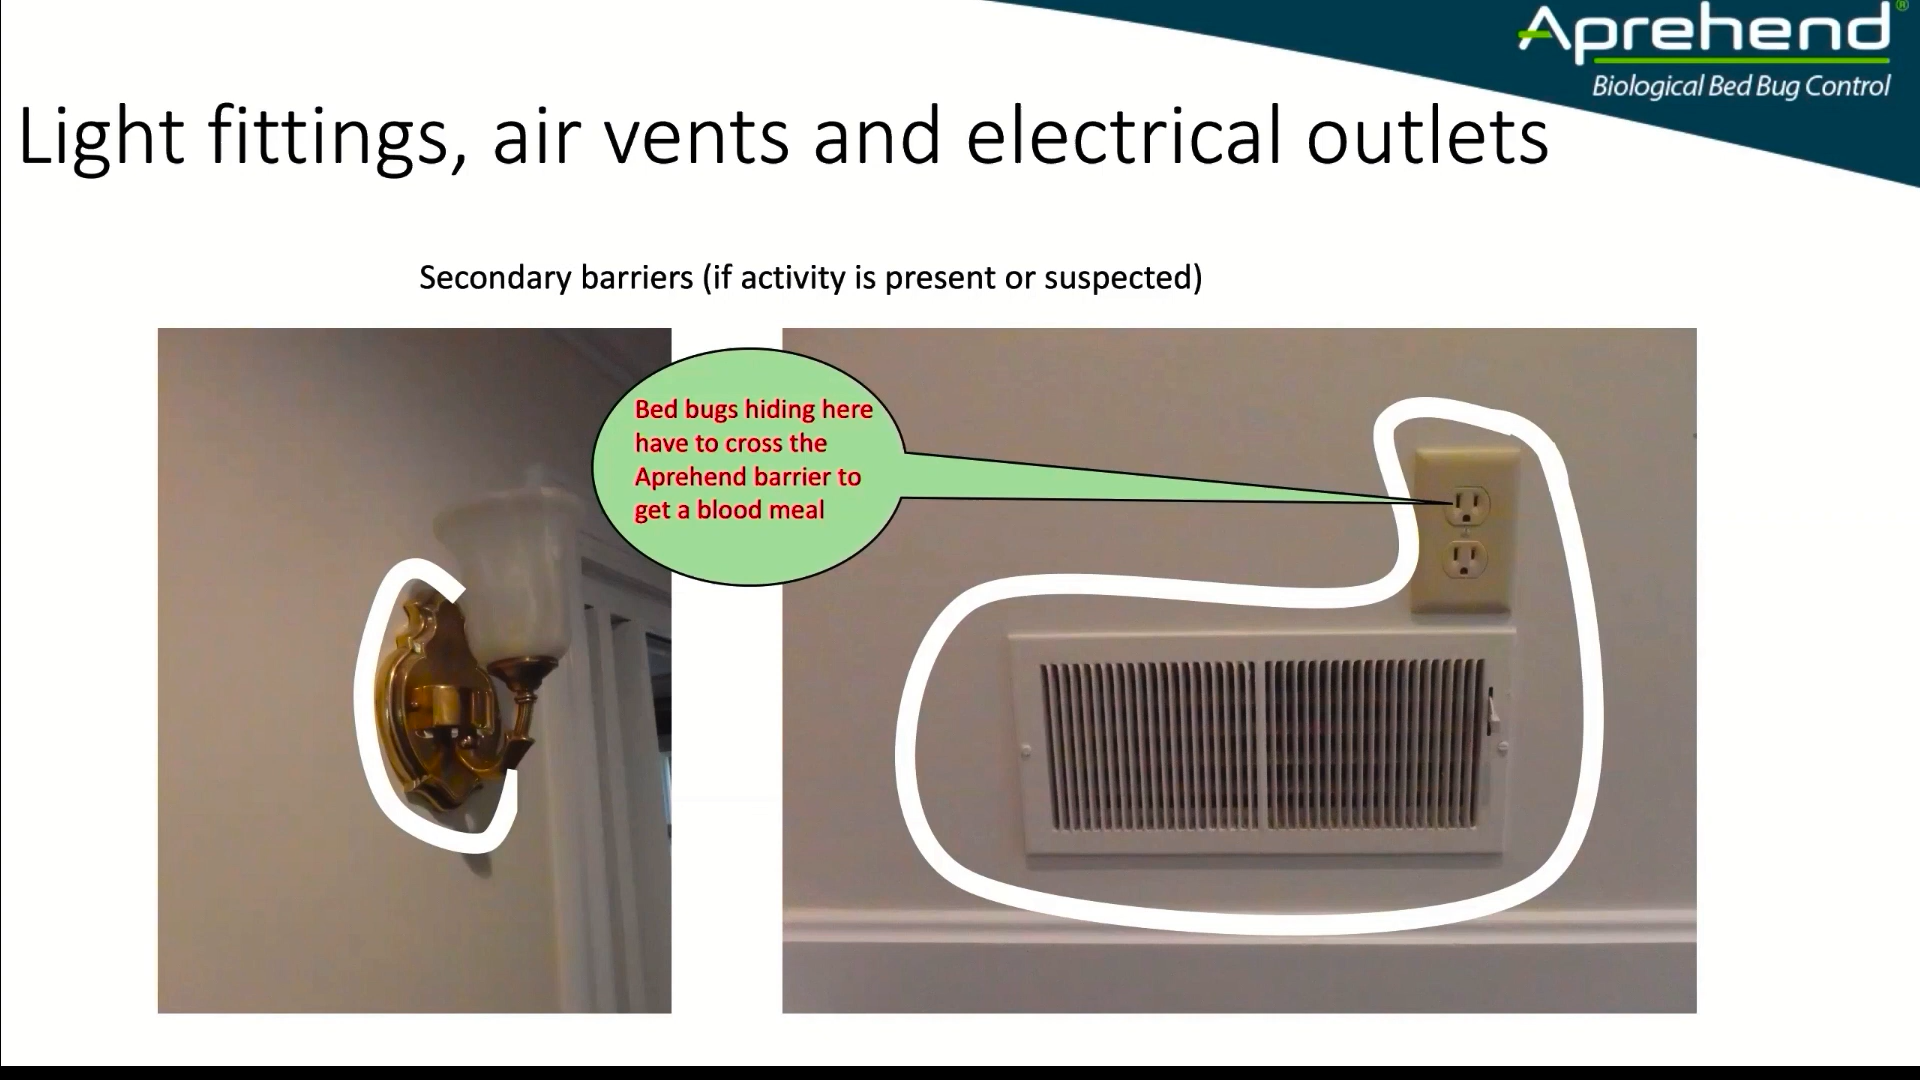 Aprehend®
Biological Bed Bug Control
Light fittings, air vents and electrical outlets
Secondary barriers (if activity is present or suspected)
Bed bugs hiding here
have to cross the
Aprehend barrier to
get a blood meal